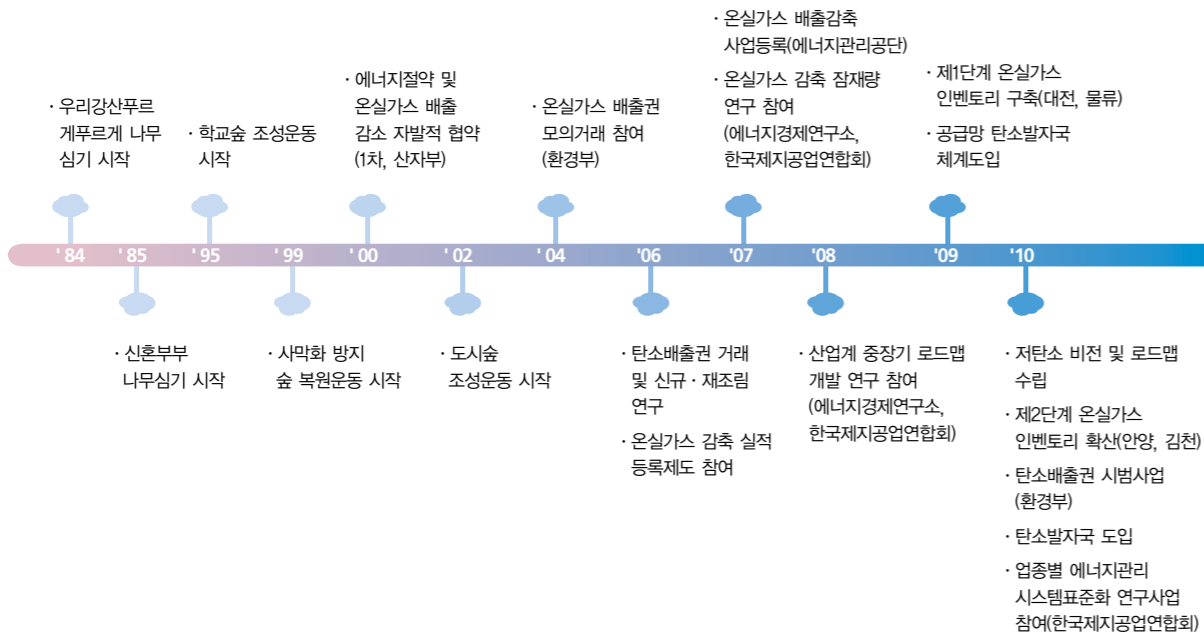 · 온실가스 배출감축
사업등록(에너지관리공단)
· 온실가스 감축 잠재량
연구 참여
(에너지경제연구소,
한국제지공업연합회)
· 에너지절약 및
온실가스 배출
감소 자발적 협약
(1차, 산자부)
· 제1단계 온실가스
인벤토리 구축(대전, 물류)
· 공급망 탄소발자국
체계도입
· 우리강산푸르
게푸르게 나무
심기 시작
· 학교숲 조성운동
시작
· 온실가스 배출권
모의거래 참여
(환경부)
'84 '85 '95 '99 '00 '02 '04 '06 '07 '08 '09 '10
· 신혼부부
나무심기 시작
· 사막화 방지
숲 복원운동 시작
· 도시숲
조성운동 시작
· 탄소배출권 거래
및 신규 · 재조림
연구
· 온실가스 감축 실적
등록제도 참여
· 산업계 중장기 로드맵
개발 연구 참여
(에너지경제연구소,
한국제지공업연합회)
· 저탄소 비전 및 로드맵
수립
· 제2단계 온실가스
인벤토리 확산(안양, 김천)
· 탄소배출권 시범사업
(환경부)
· 탄소발자국 도입
· 업종별 에너지관리
시스템표준화 연구사업
참여(한국제지공업연합회)